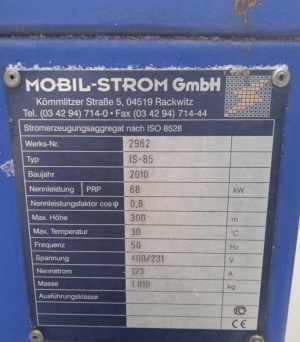 MOBIL-STROM GmbH
Kömmlitzer Straße 5, 04519 Rackwitz
Tel. (03 42 94) 714-0 • Fax (03 42 94) 714-44
Stromerzeugungsaggregat nach ISO 8528
Werks-Nr. 2962
Typ IS-85
Baujahr 2010
Nennleistung PRP 68 kW
Nennleistungsfaktor cos φ 0,8
Max. Höhe 300 m
Max. Temperatur 30 °C
Frequenz 50 Hz
Spannung 400/231 V
Nennstrom 123 A
Masse 1 810 kg
Ausführungsklasse
CE